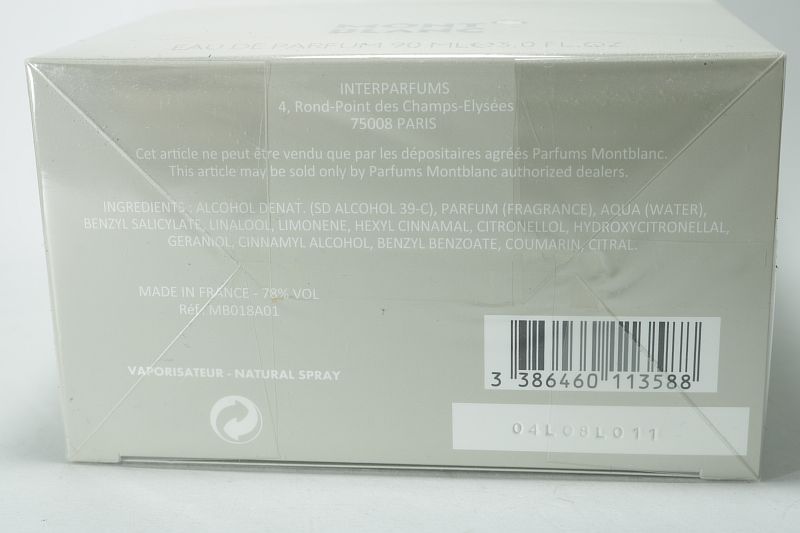 MONT
BLANC
EAU DE PARFUM 90 ML℮3.0 FL.OZ
INTERPARFUMS
4, Rond-Point des Champs-Elysées
75008 PARIS
Cet article ne peut être vendu que par les dépositaires agréés Parfums Montblanc.
This article may be sold only by Parfums Montblanc authorized dealers.
INGREDIENTS : ALCOHOL DENAT. (SD ALCOHOL 39-C), PARFUM (FRAGRANCE), AQUA (WATER),
BENZYL SALICYLATE, LINALOOL, LIMONENE, HEXYL CINNAMAL, CITRONELLOL, HYDROXYCITRONELLAL,
GERANIOL, CINNAMYL ALCOHOL, BENZYL BENZOATE, COUMARIN, CITRAL.
MADE IN FRANCE - 78% VOL
Réf. MB018A01
VAPORISATEUR - NATURAL SPRAY
3 386460 113588
04L08L011